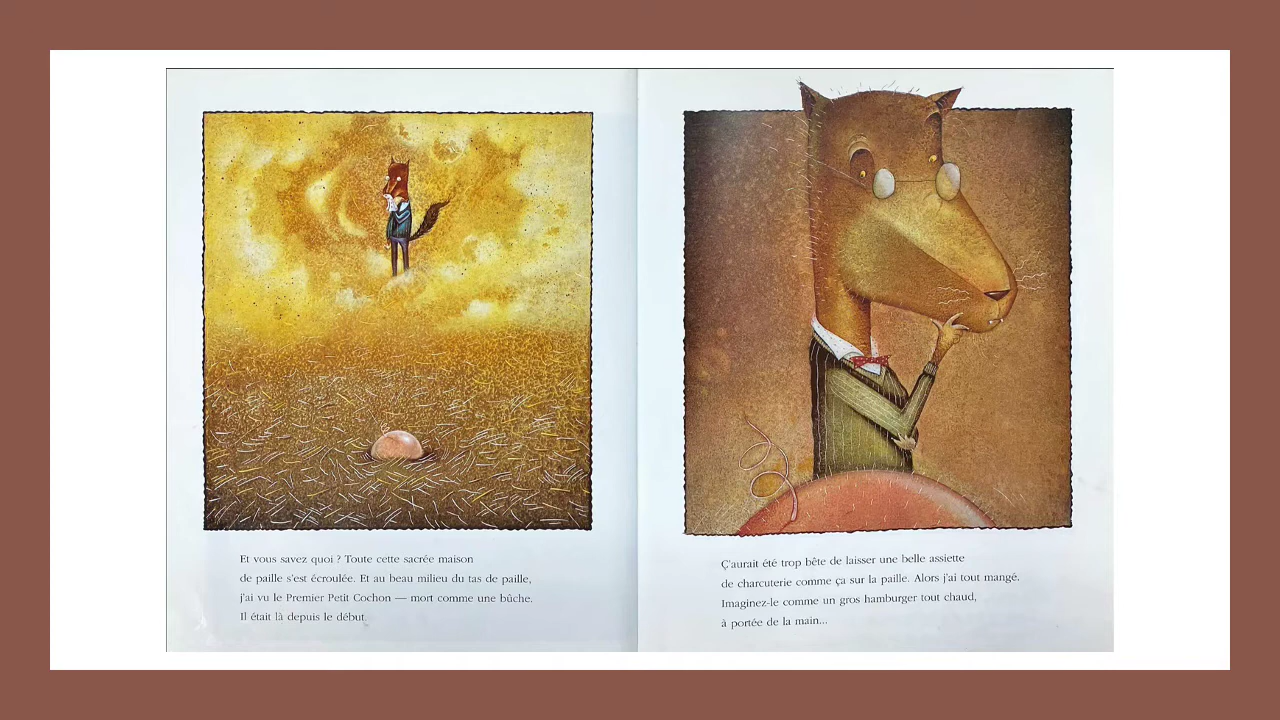 Et vous savez quoi ? Toute cette sacrée maison
de paille s'est écroulée. Et au beau milieu du tas de paille,
j'ai vu le Premier Petit Cochon — mort comme une bûche.
Il était là depuis le début.
Ç'aurait été trop bête de laisser une belle assiette
de charcuterie comme ça sur la paille. Alors j'ai tout mangé.
Imaginez-le comme un gros hamburger tout chaud,
à portée de la main...